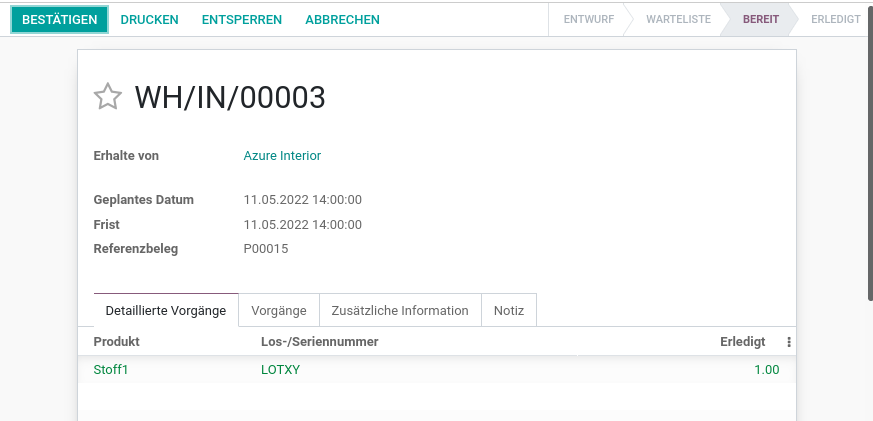 BESTÄTIGEN DRUCKEN ENTSPERREN ABBRECHEN ENTWURF WARTELISTE BEREIT ERLEDIGT
WH/IN/00003
Erhalte von Azure Interior
Geplantes Datum 11.05.2022 14:00:00
Frist 11.05.2022 14:00:00
Referenzbeleg P00015
Detaillierte Vorgänge Vorgänge Zusätzliche Information Notiz
Produkt Los-/Seriennummer Erledigt
Stoff1 LOTXY 1.00